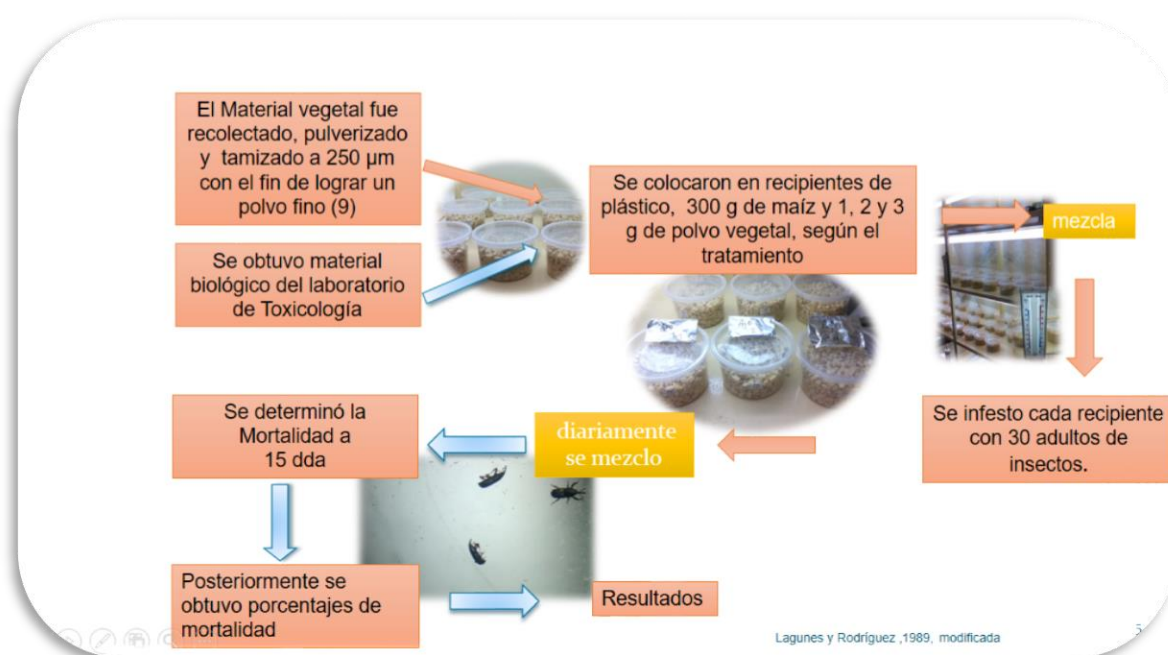 El Material vegetal fue
recolectado, pulverizado
y tamizado a 250 µm
con el fin de lograr un
polvo fino (9)
Se obtuvo material
biológico del laboratorio
de Toxicología
Se colocaron en recipientes de
plástico, 300 g de maíz y 1, 2 y 3
g de polvo vegetal, según el
tratamiento
mezcla
Se infesto cada recipiente
con 30 adultos de
insectos.
diariamente
se mezclo
Se determinó la
Mortalidad a
15 dda
Posteriormente se
obtuvo porcentajes de
mortalidad
Resultados
Lagunes y Rodríguez ,1989, modificada
5